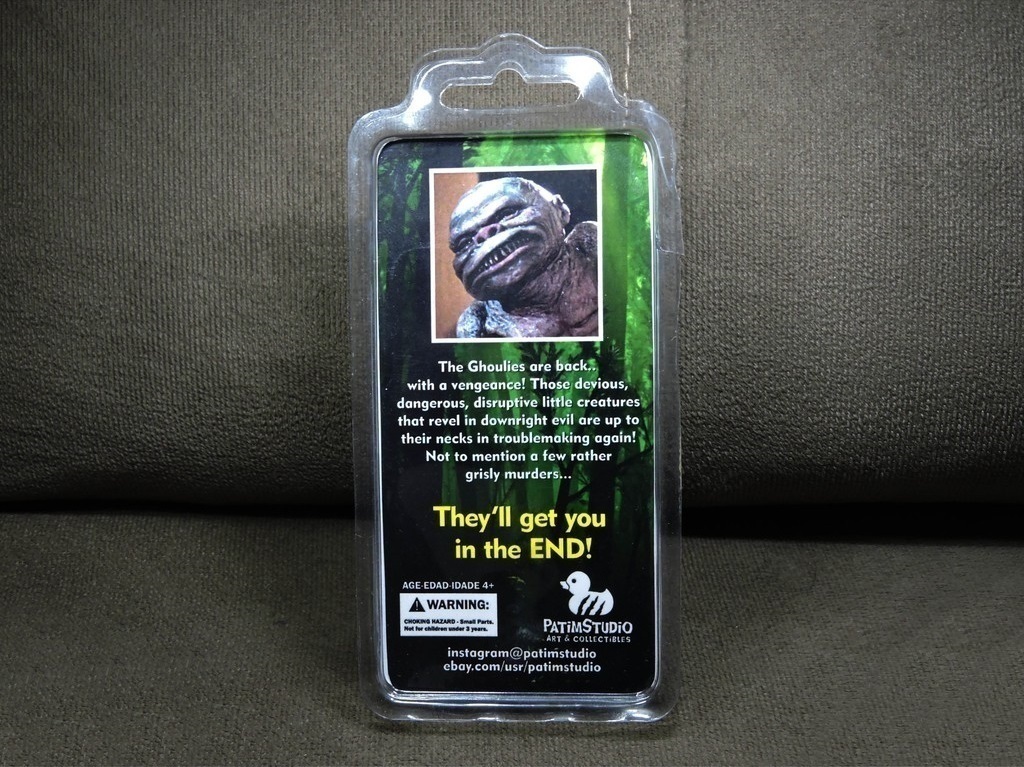 The Ghoulies are back..
with a vengeance! Those devious,
dangerous, disruptive little creatures
that revel in downright evil are up to
their necks in troublemaking again!
Not to mention a few rather
grisly murders...
They'll get you
in the END!
AGE-EDAD-IDADE 4+
WARNING:
CHOKING HAZARD - Small Parts.
Not for children under 3 years.
PATIMSTUDIO
ART & COLLECTIBLES
instagram@patimstudio
ebay.com/usr/patimstudio